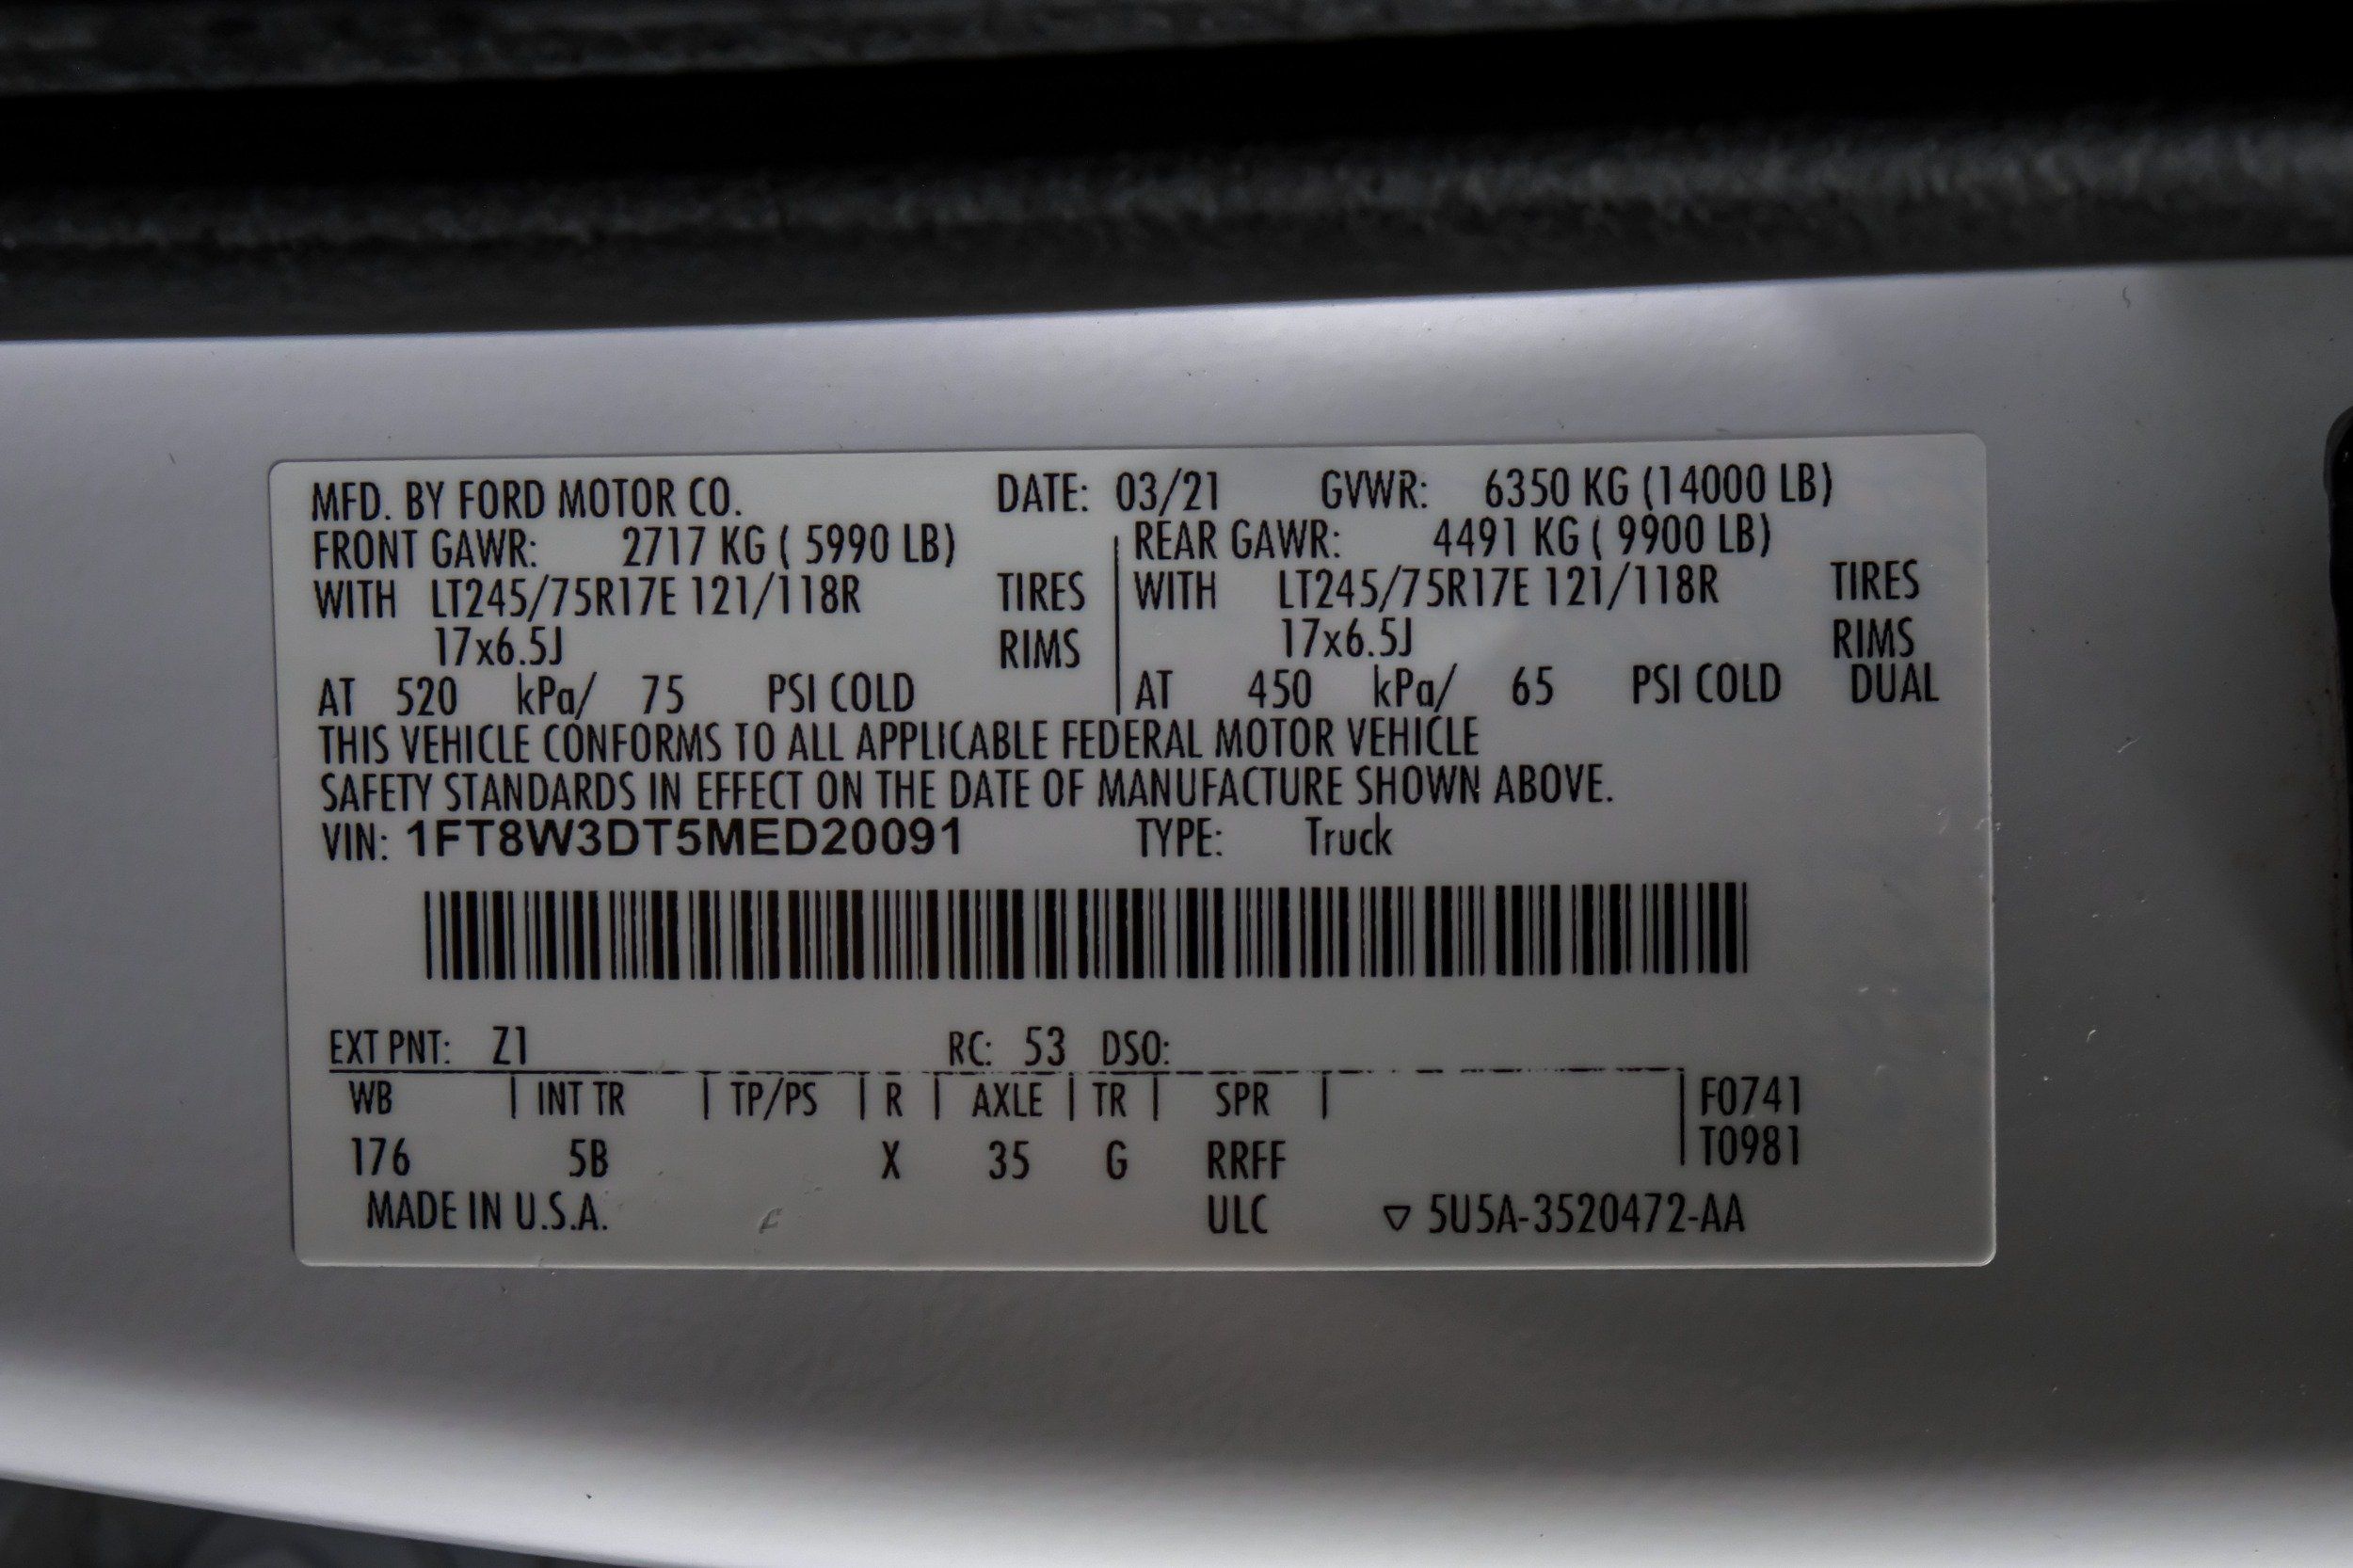 MFD. BY FORD MOTOR CO. DATE: 03/21 GVWR: 6350 KG (14000 LB)
FRONT GAWR: 2717 KG ( 5990 LB) REAR GAWR: 4491 KG ( 9900 LB)
WITH LT245/75R17E 121/118R TIRES WITH LT245/75R17E 121/118R TIRES
17x6.5J RIMS 17x6.5J RIMS
AT 520 kPa/ 75 PSI COLD AT 450 kPa/ 65 PSI COLD DUAL
THIS VEHICLE CONFORMS TO ALL APPLICABLE FEDERAL MOTOR VEHICLE
SAFETY STANDARDS IN EFFECT ON THE DATE OF MANUFACTURE SHOWN ABOVE.
VIN: 1FT8W3DT5MED20091 TYPE: Truck
EXT PNT: Z1 RC: 53 DSO:
WB | INT TR | TP/PS | R | AXLE | TR | SPR | F0741
176 5B X 35 G RRFF T0981
MADE IN U.S.A. ULC ▽ 5U5A-3520472-AA